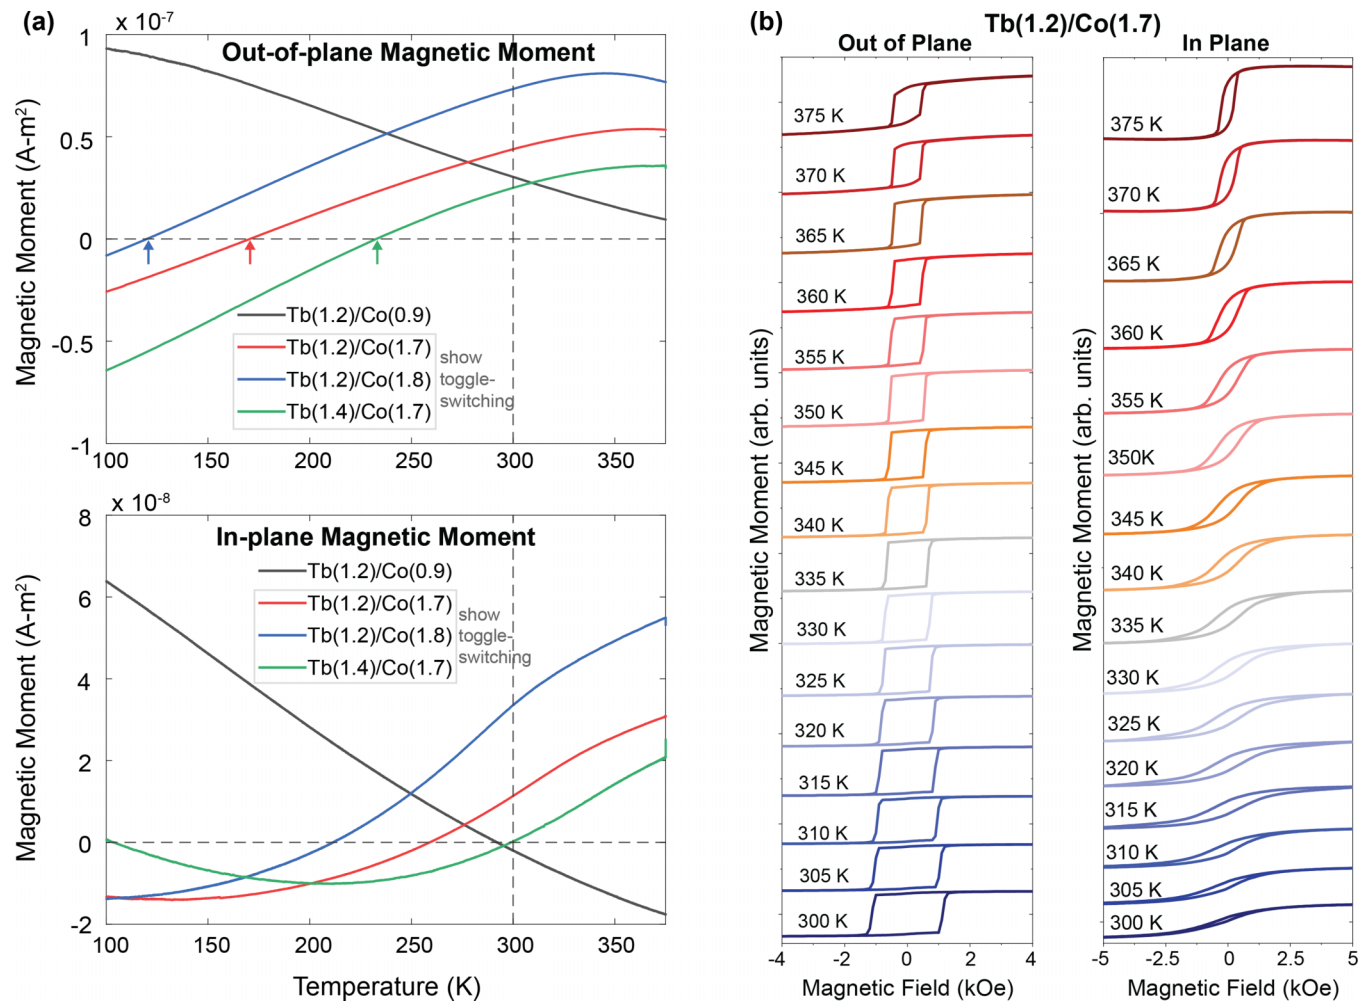 (a)
x 10-7
Out-of-plane Magnetic Moment
Magnetic Moment (A-m2)
1
0.5
0
-0.5
-1
Tb(1.2)/Co(0.9)
Tb(1.2)/Co(1.7)
Tb(1.2)/Co(1.8)
Tb(1.4)/Co(1.7)
show
toggle-
switching
100 150 200 250 300 350
x 10-8
In-plane Magnetic Moment
Magnetic Moment (A-m2)
8
6
4
2
0
-2
Tb(1.2)/Co(0.9)
Tb(1.2)/Co(1.7)
Tb(1.2)/Co(1.8)
Tb(1.4)/Co(1.7)
show
toggle-
switching
100 150 200 250 300 350
Temperature (K)
(b)
Tb(1.2)/Co(1.7)
Out of Plane
Magnetic Moment (arb. units)
375 K
370 K
365 K
360 K
355 K
350 K
345 K
340 K
335 K
330 K
325 K
320 K
315 K
310 K
305 K
300 K
-4 -2 0 2 4
Magnetic Field (kOe)
In Plane
Magnetic Moment (arb. units)
375 K
370 K
365 K
360 K
355 K
350K
345 K
340 K
335 K
330 K
325 K
320 K
315 K
310 K
305 K
300 K
-5 -2.5 0 2.5 5
Magnetic Field (kOe)